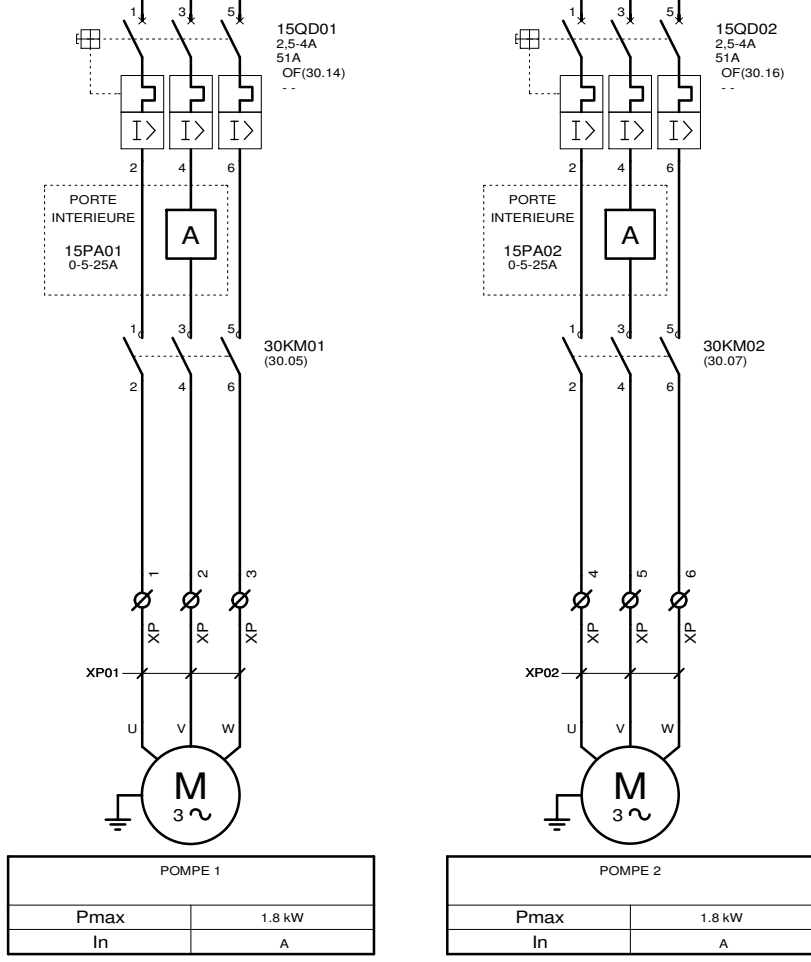 1 3 5
15QD01
2,5-4A
51A
OF(30.14)
- -
I> I> I>
2 4 6
PORTE
INTERIEURE
A
15PA01
0-5-25A
1 3 5
30KM01
(30.05)
2 4 6
1 2 3
XP XP XP
XP01
U V W
M
3
POMPE 1
Pmax 1.8 kW
In A
1 3 5
15QD02
2,5-4A
51A
OF(30.16)
- -
I> I> I>
2 4 6
PORTE
INTERIEURE
A
15PA02
0-5-25A
1 3 5
30KM02
(30.07)
2 4 6
4 5 6
XP XP XP
XP02
U V W
M
3
POMPE 2
Pmax 1.8 kW
In A